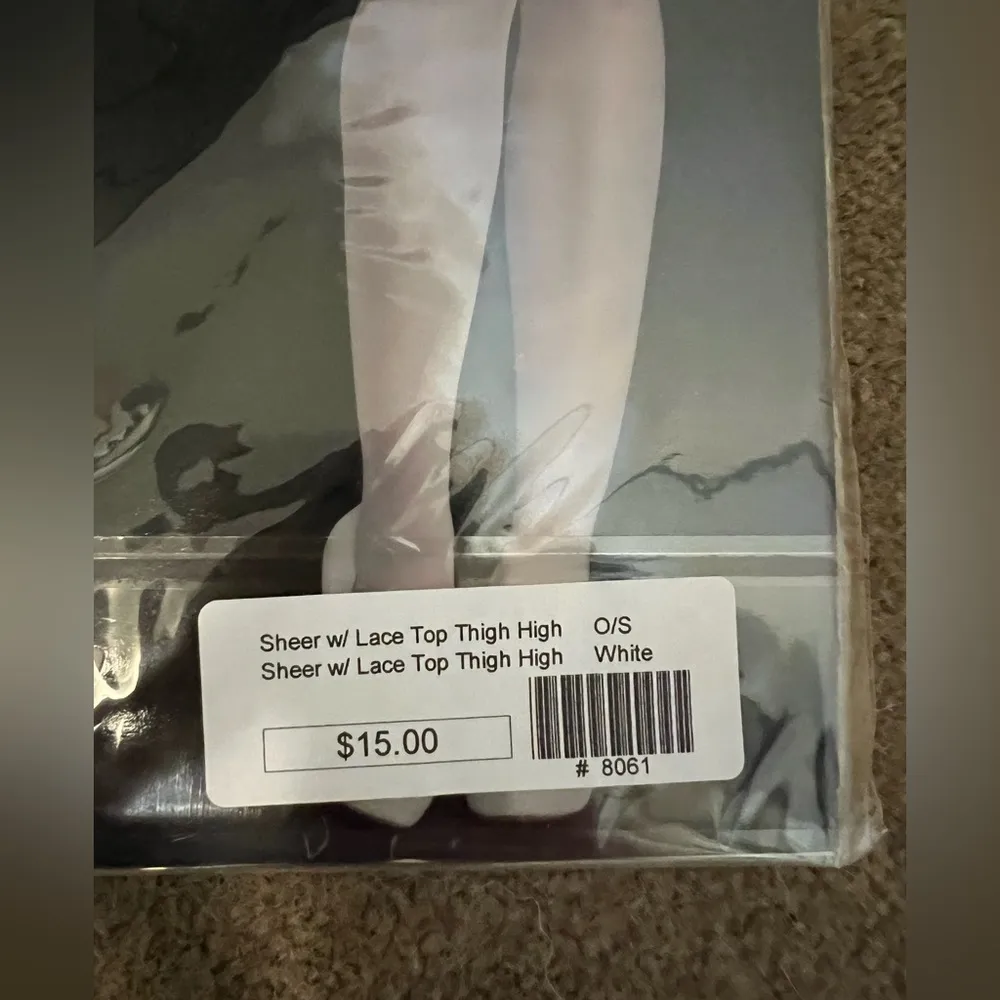 Sheer w/ Lace Top Thigh High O/S
Sheer w/ Lace Top Thigh High White
$15.00
# 8061